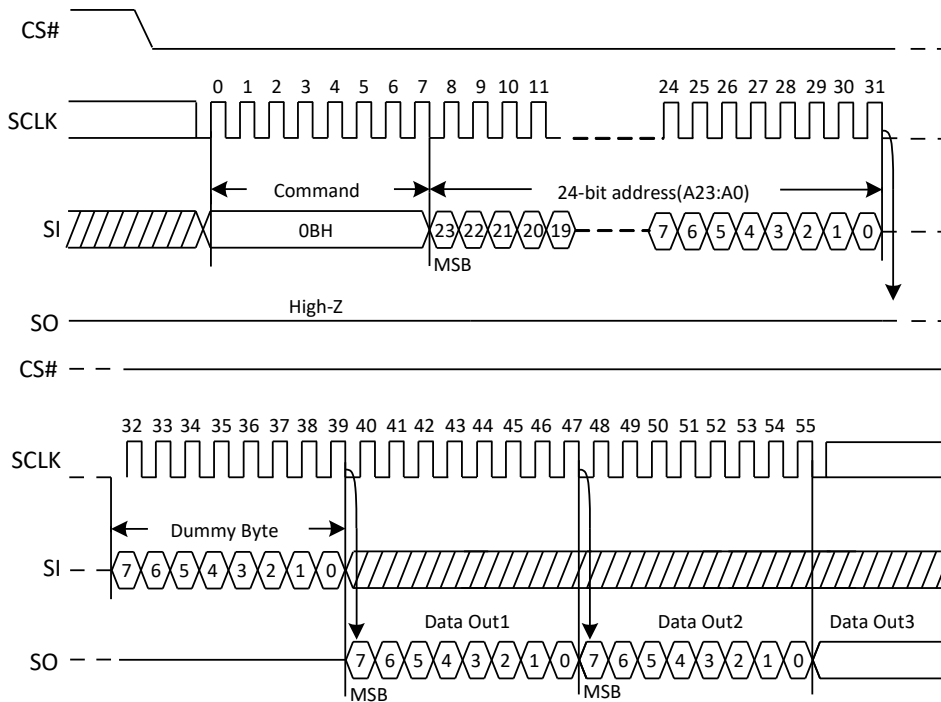 CS#
0 1 2 3 4 5 6 7 8 9 10 11 24 25 26 27 28 29 30 31
SCLK
Command 24-bit address(A23:A0)
SI 0BH 23 22 21 20 19 7 6 5 4 3 2 1 0
MSB
High-Z
SO
CS#
32 33 34 35 36 37 38 39 40 41 42 43 44 45 46 47 48 49 50 51 52 53 54 55
SCLK
Dummy Byte
SI 7 6 5 4 3 2 1 0
Data Out1 Data Out2 Data Out3
SO 7 6 5 4 3 2 1 0 7 6 5 4 3 2 1 0
MSB MSB